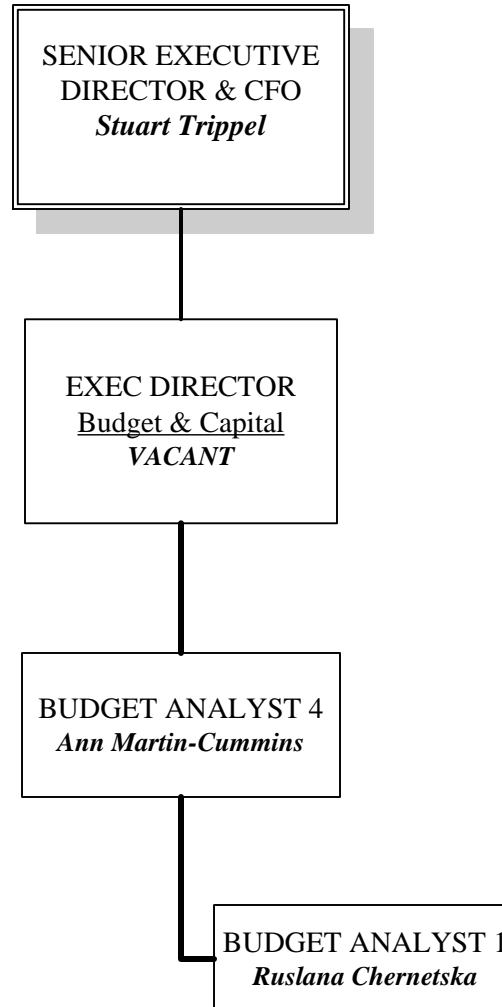 SENIOR EXECUTIVE
DIRECTOR & CFO
Stuart Trippel
EXEC DIRECTOR
Budget & Capital
VACANT
BUDGET ANALYST 4
Ann Martin-Cummins
BUDGET ANALYST 1
Ruslana Chernetska